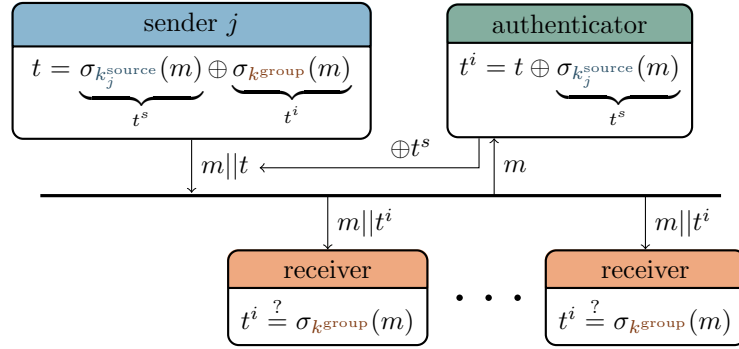 sender j
t = σ_{k_j^source}(m) ⊕ σ_{k^group}(m)
t^s
t^i
authenticator
t^i = t ⊕ σ_{k_j^source}(m)
t^s
m||t
⊕t^s
m
m||t^i
m||t^i
receiver
t^i ≟ σ_{k^group}(m)
. . .
receiver
t^i ≟ σ_{k^group}(m)